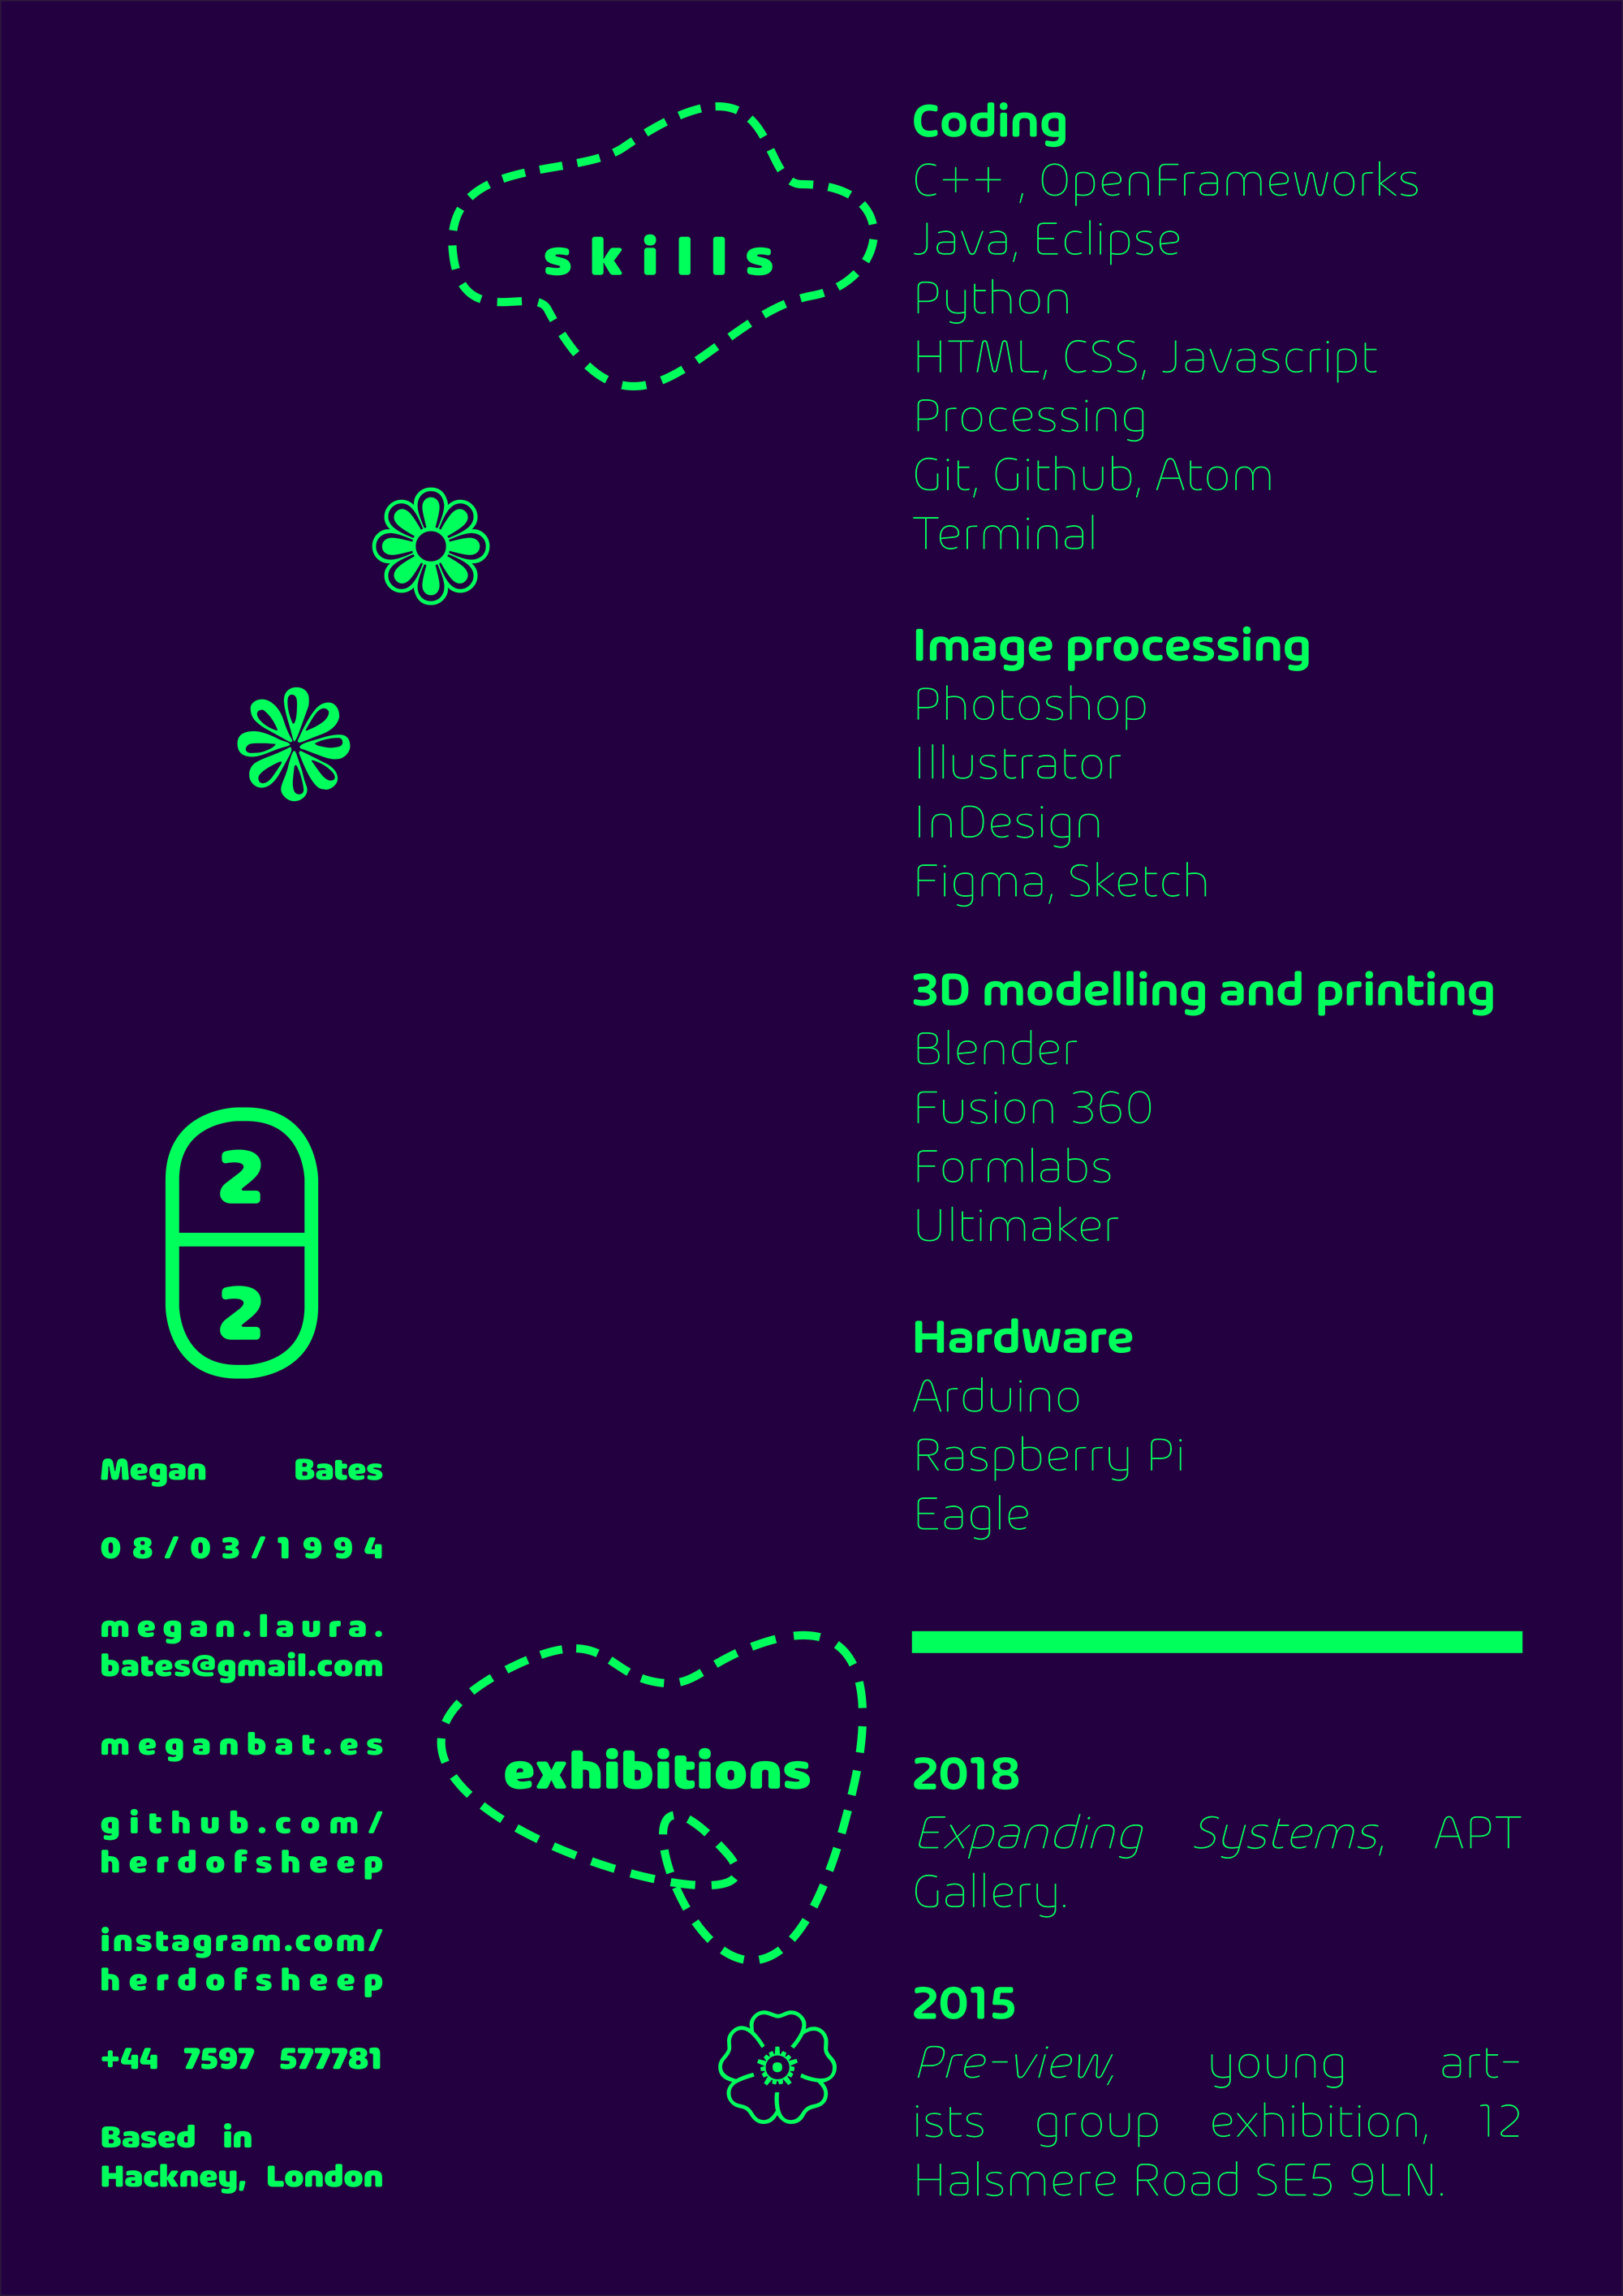 skills
Coding
C++ , OpenFrameworks
Java, Eclipse
Python
HTML, CSS, Javascript
Processing
Git, Github, Atom
Terminal
Image processing
Photoshop
Illustrator
InDesign
Figma, Sketch
3D modelling and printing
Blender
Fusion 360
Formlabs
Ultimaker
Hardware
Arduino
Raspberry Pi
Eagle
2
2
Megan Bates
08/03/1994
megan.laura.
bates@gmail.com
meganbat.es
github.com/
herdofsheep
instagram.com/
herdofsheep
+44 7597 577781
Based in
Hackney, London
exhibitions
2018
Expanding Systems, APT
Gallery.
2015
Pre-view, young art-
ists group exhibition, 12
Halsmere Road SE5 9LN.